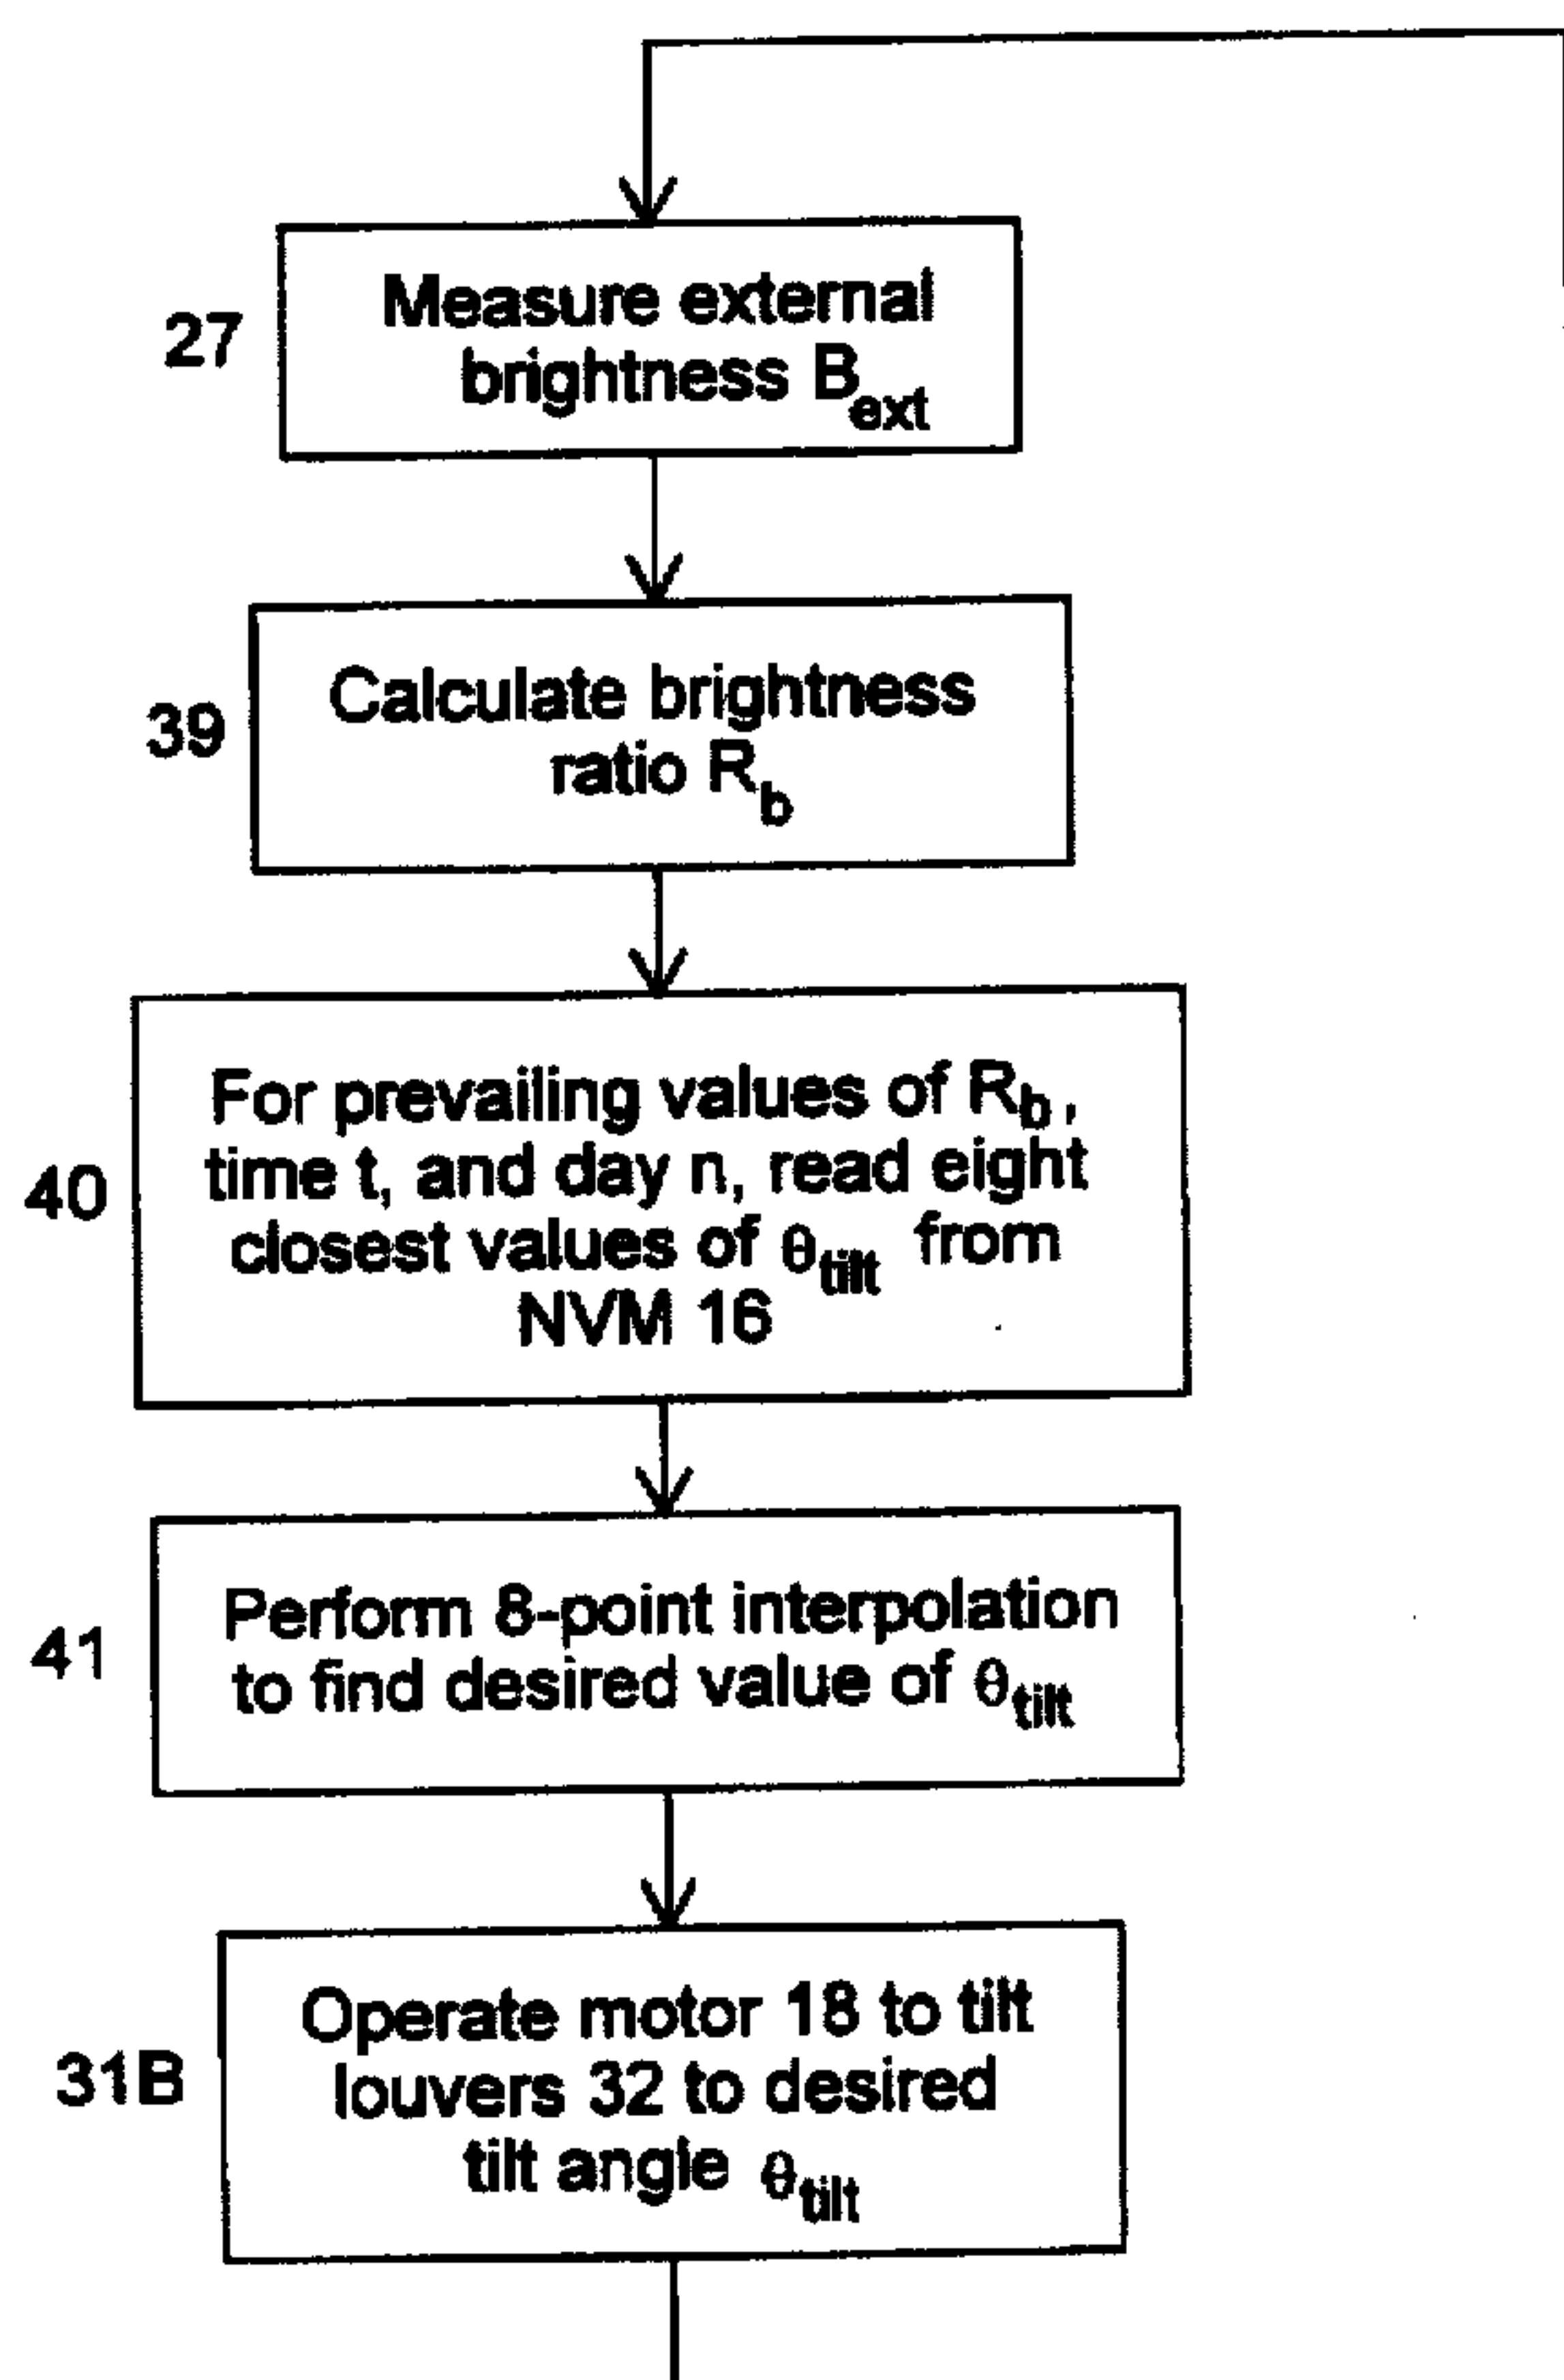 27
Measure external
brightness B_ext
39
Calculate brightness
ratio R_b
40
For prevailing values of R_b,
time t, and day n, read eight
closest values of θ_tilt from
NVM 16
41
Perform 8-point interpolation
to find desired value of θ_tilt
31B
Operate motor 18 to tilt
louvers 32 to desired
tilt angle θ_tilt